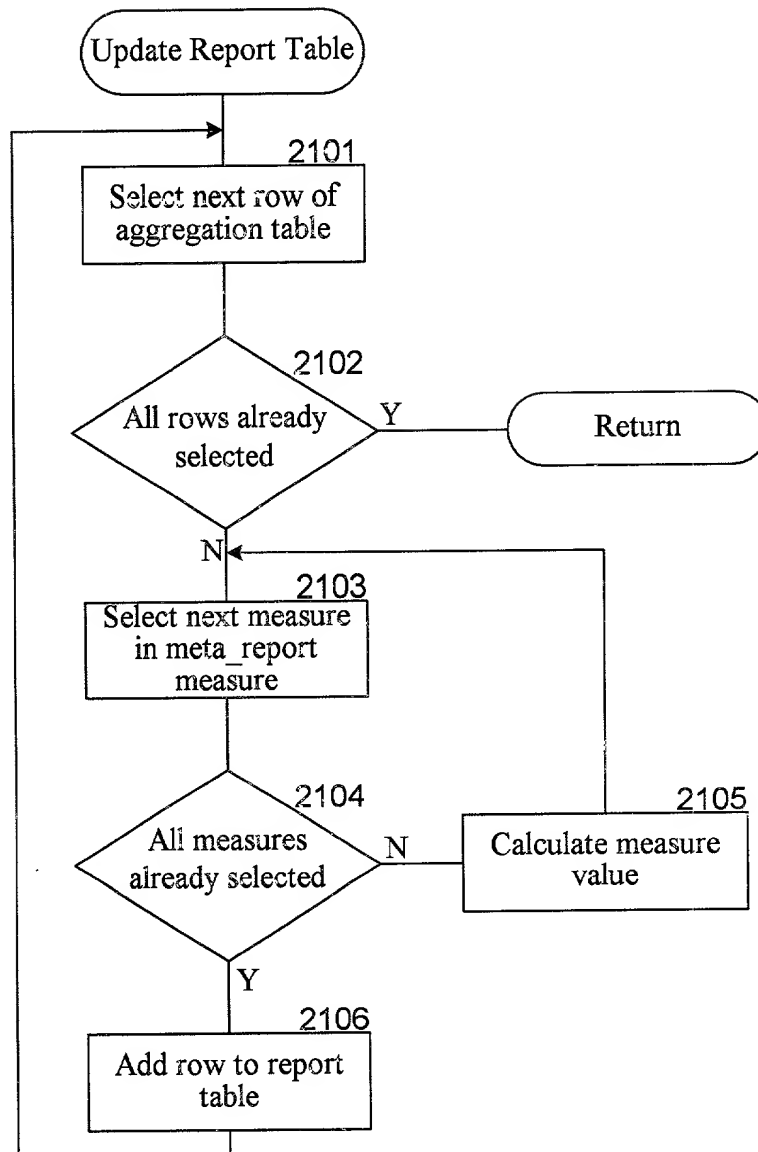 Update Report Table
2101
Select next row of
aggregation table
2102
All rows already
selected
Y
Return
N
2103
Select next measure
in meta_report
measure
2104
All measures
already selected
N
2105
Calculate measure
value
Y
2106
Add row to report
table